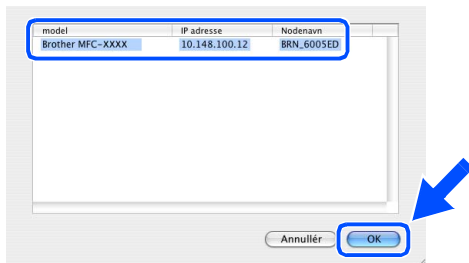 model IP adresse Nodenavn
Brother MFC-XXXX 10.148.100.12 BRN_6005ED
Annullér OK